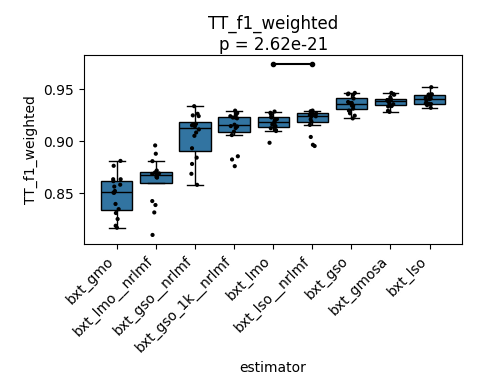 TT_f1_weighted
p = 2.62e-21
TT_f1_weighted
0.95
0.90
0.85
bxt_gmo
bxt_lmo__nrlmf
bxt_gso__nrlmf
bxt_gso_1k__nrlmf
bxt_lmo
bxt_lso__nrlmf
bxt_gso
bxt_gmosa
bxt_lso
estimator